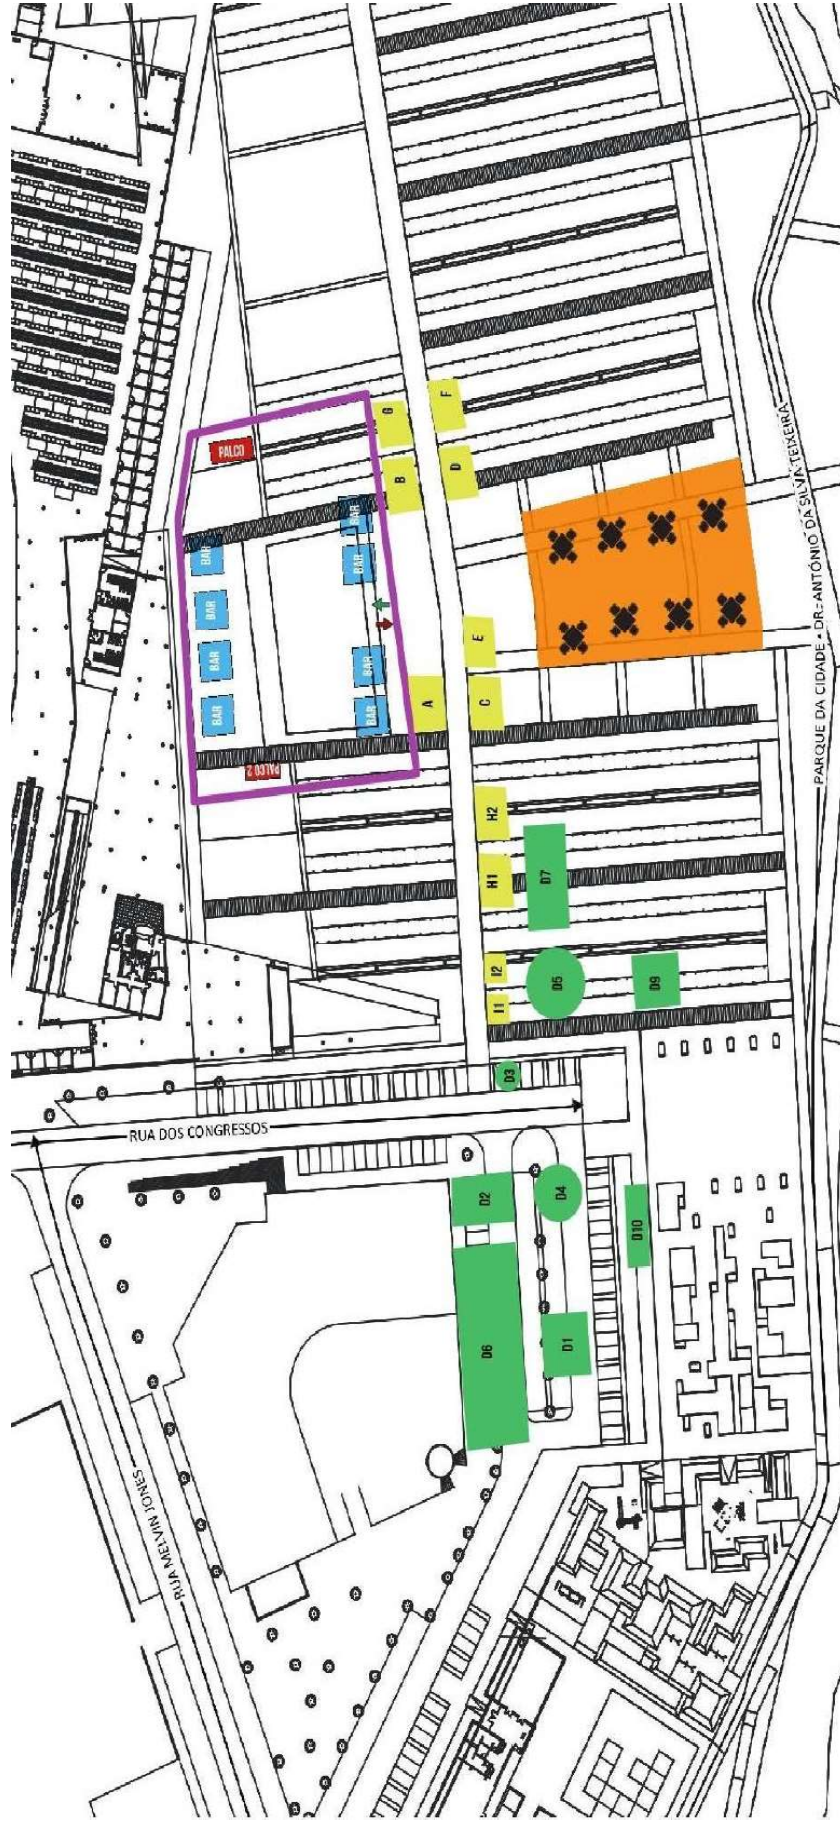 PALCO
G
F
B
D
BAR
BAR
BAR
BAR
BAR
BAR
BAR
BAR
E
A
C
PALCO 2
H2
H1
D7
I2
I1
D5
D9
D3
RUA DOS CONGRESSOS
D2
D4
D10
D6
D1
RUA MELVIN JONES
PARQUE DA CIDADE • DR. ANTÓNIO DA SILVA TEIXEIRA